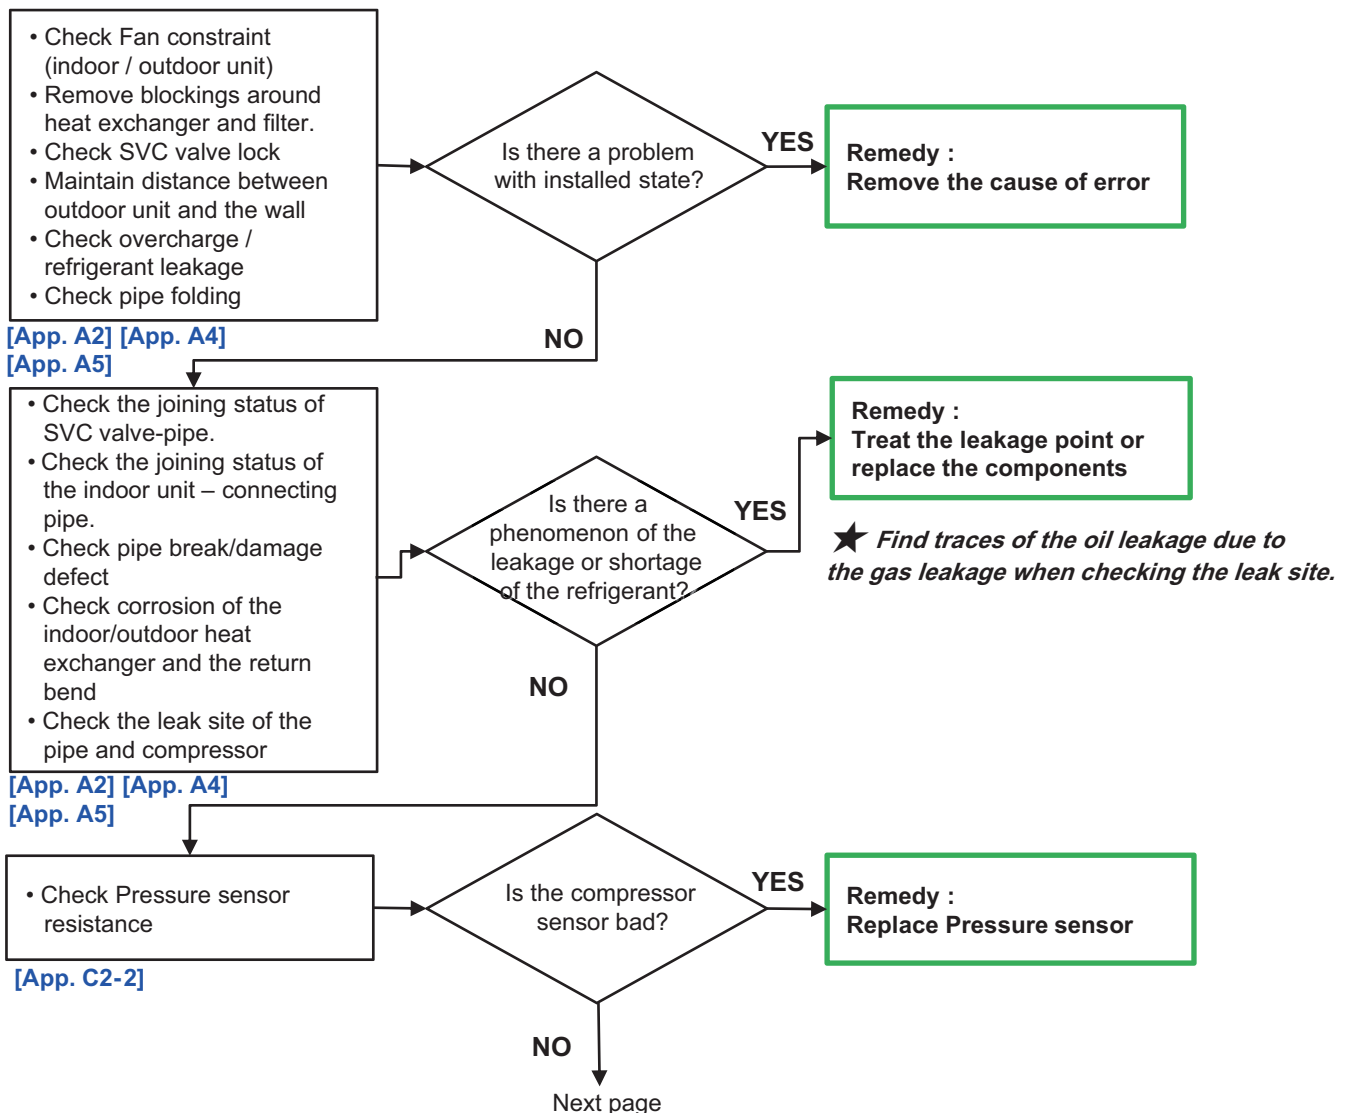 • Check Fan constraint
(indoor / outdoor unit)
• Remove blockings around
heat exchanger and filter.
• Check SVC valve lock
• Maintain distance between
outdoor unit and the wall
• Check overcharge /
refrigerant leakage
• Check pipe folding
[App. A2] [App. A4]
[App. A5]
Is there a problem
with installed state?
YES
Remedy :
Remove the cause of error
NO
• Check the joining status of
SVC valve-pipe.
• Check the joining status of
the indoor unit – connecting
pipe.
• Check pipe break/damage
defect
• Check corrosion of the
indoor/outdoor heat
exchanger and the return
bend
• Check the leak site of the
pipe and compressor
[App. A2] [App. A4]
[App. A5]
Is there a
phenomenon of the
leakage or shortage
of the refrigerant?
YES
Remedy :
Treat the leakage point or
replace the components
★ Find traces of the oil leakage due to
the gas leakage when checking the leak site.
NO
• Check Pressure sensor
resistance
[App. C2-2]
Is the compressor
sensor bad?
YES
Remedy :
Replace Pressure sensor
NO
Next page